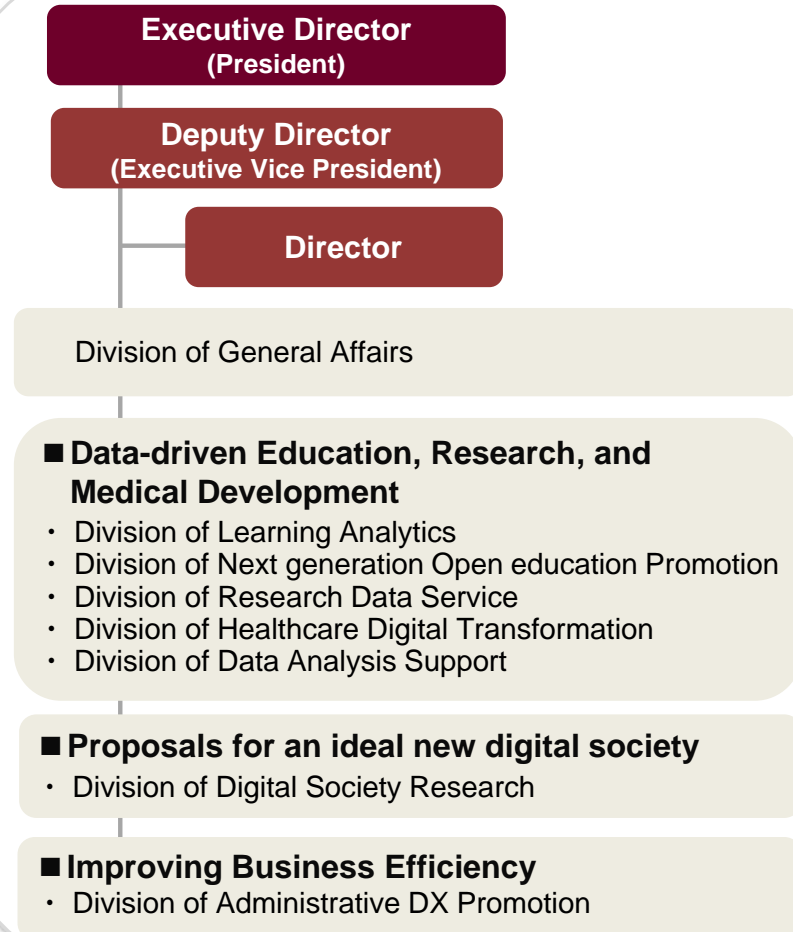 Executive Director
(President)
Deputy Director
(Executive Vice President)
Director
Division of General Affairs
■ Data-driven Education, Research, and
Medical Development
・ Division of Learning Analytics
・ Division of Next generation Open education Promotion
・ Division of Research Data Service
・ Division of Healthcare Digital Transformation
・ Division of Data Analysis Support
■ Proposals for an ideal new digital society
・ Division of Digital Society Research
■ Improving Business Efficiency
・ Division of Administrative DX Promotion